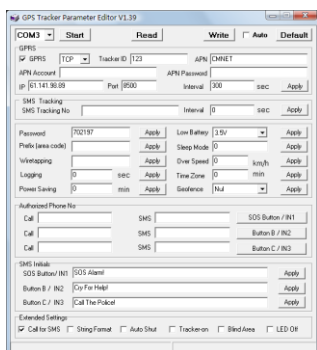 GPS Tracker Parameter Editor V1.39
COM3 Start Read Write Auto Default
GPRS
GPRS TCP Tracker ID 123 APN CMNET
APN Account APN Password
IP 61.141.98.89 Port 8500 Interval 300 sec Apply
SMS Tracking
SMS Tracking No Interval 0 sec Apply
Password 702197 Apply Low Battery 3.5V Apply
Prefix (area code) Apply Sleep Mode 0 Apply
Wiretapping Apply Over Speed 0 km/h Apply
Logging 0 sec Apply Time Zone 0 min Apply
Power Saving 0 min Apply Geofence Nul Apply
Authorized Phone No
Call SMS SOS Button / IN1
Call SMS Button B / IN2
Call SMS Button C / IN3
SMS Initials
SOS Button/ IN1 SOS Alarm! Apply
Button B / IN2 Cry For Help! Apply
Button C / IN3 Call The Police! Apply
Extended Settings
Call for SMS String Format Auto Shut Tracker-on Blind Area LED Off